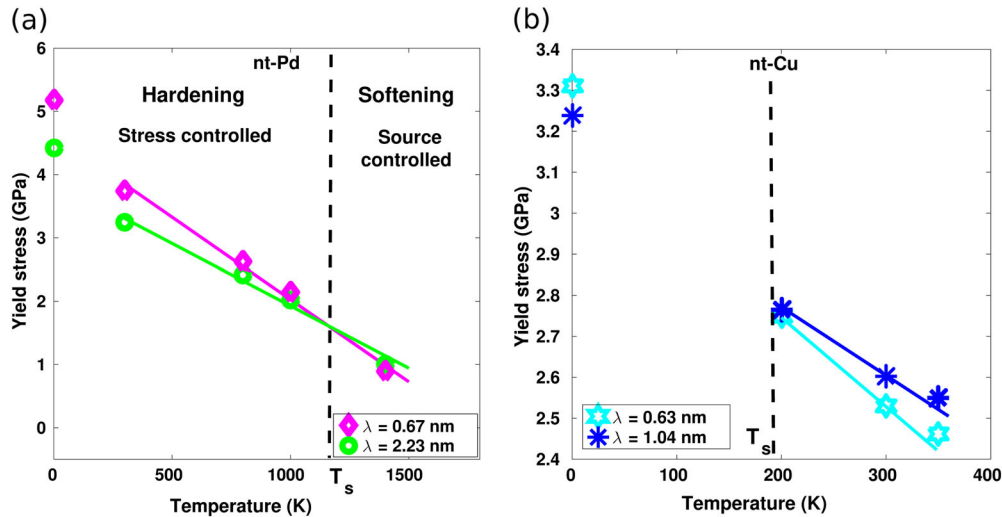 (a)
nt-Pd
Hardening
Softening
Stress controlled
Source
controlled
Yield stress (GPa)
6
5
4
3
2
1
0
0
500
1000
1500
Ts
Temperature (K)
λ = 0.67 nm
λ = 2.23 nm
(b)
nt-Cu
Yield stress (GPa)
3.4
3.3
3.2
3.1
3
2.9
2.8
2.7
2.6
2.5
2.4
0
100
200
300
400
Ts
Temperature (K)
λ = 0.63 nm
λ = 1.04 nm